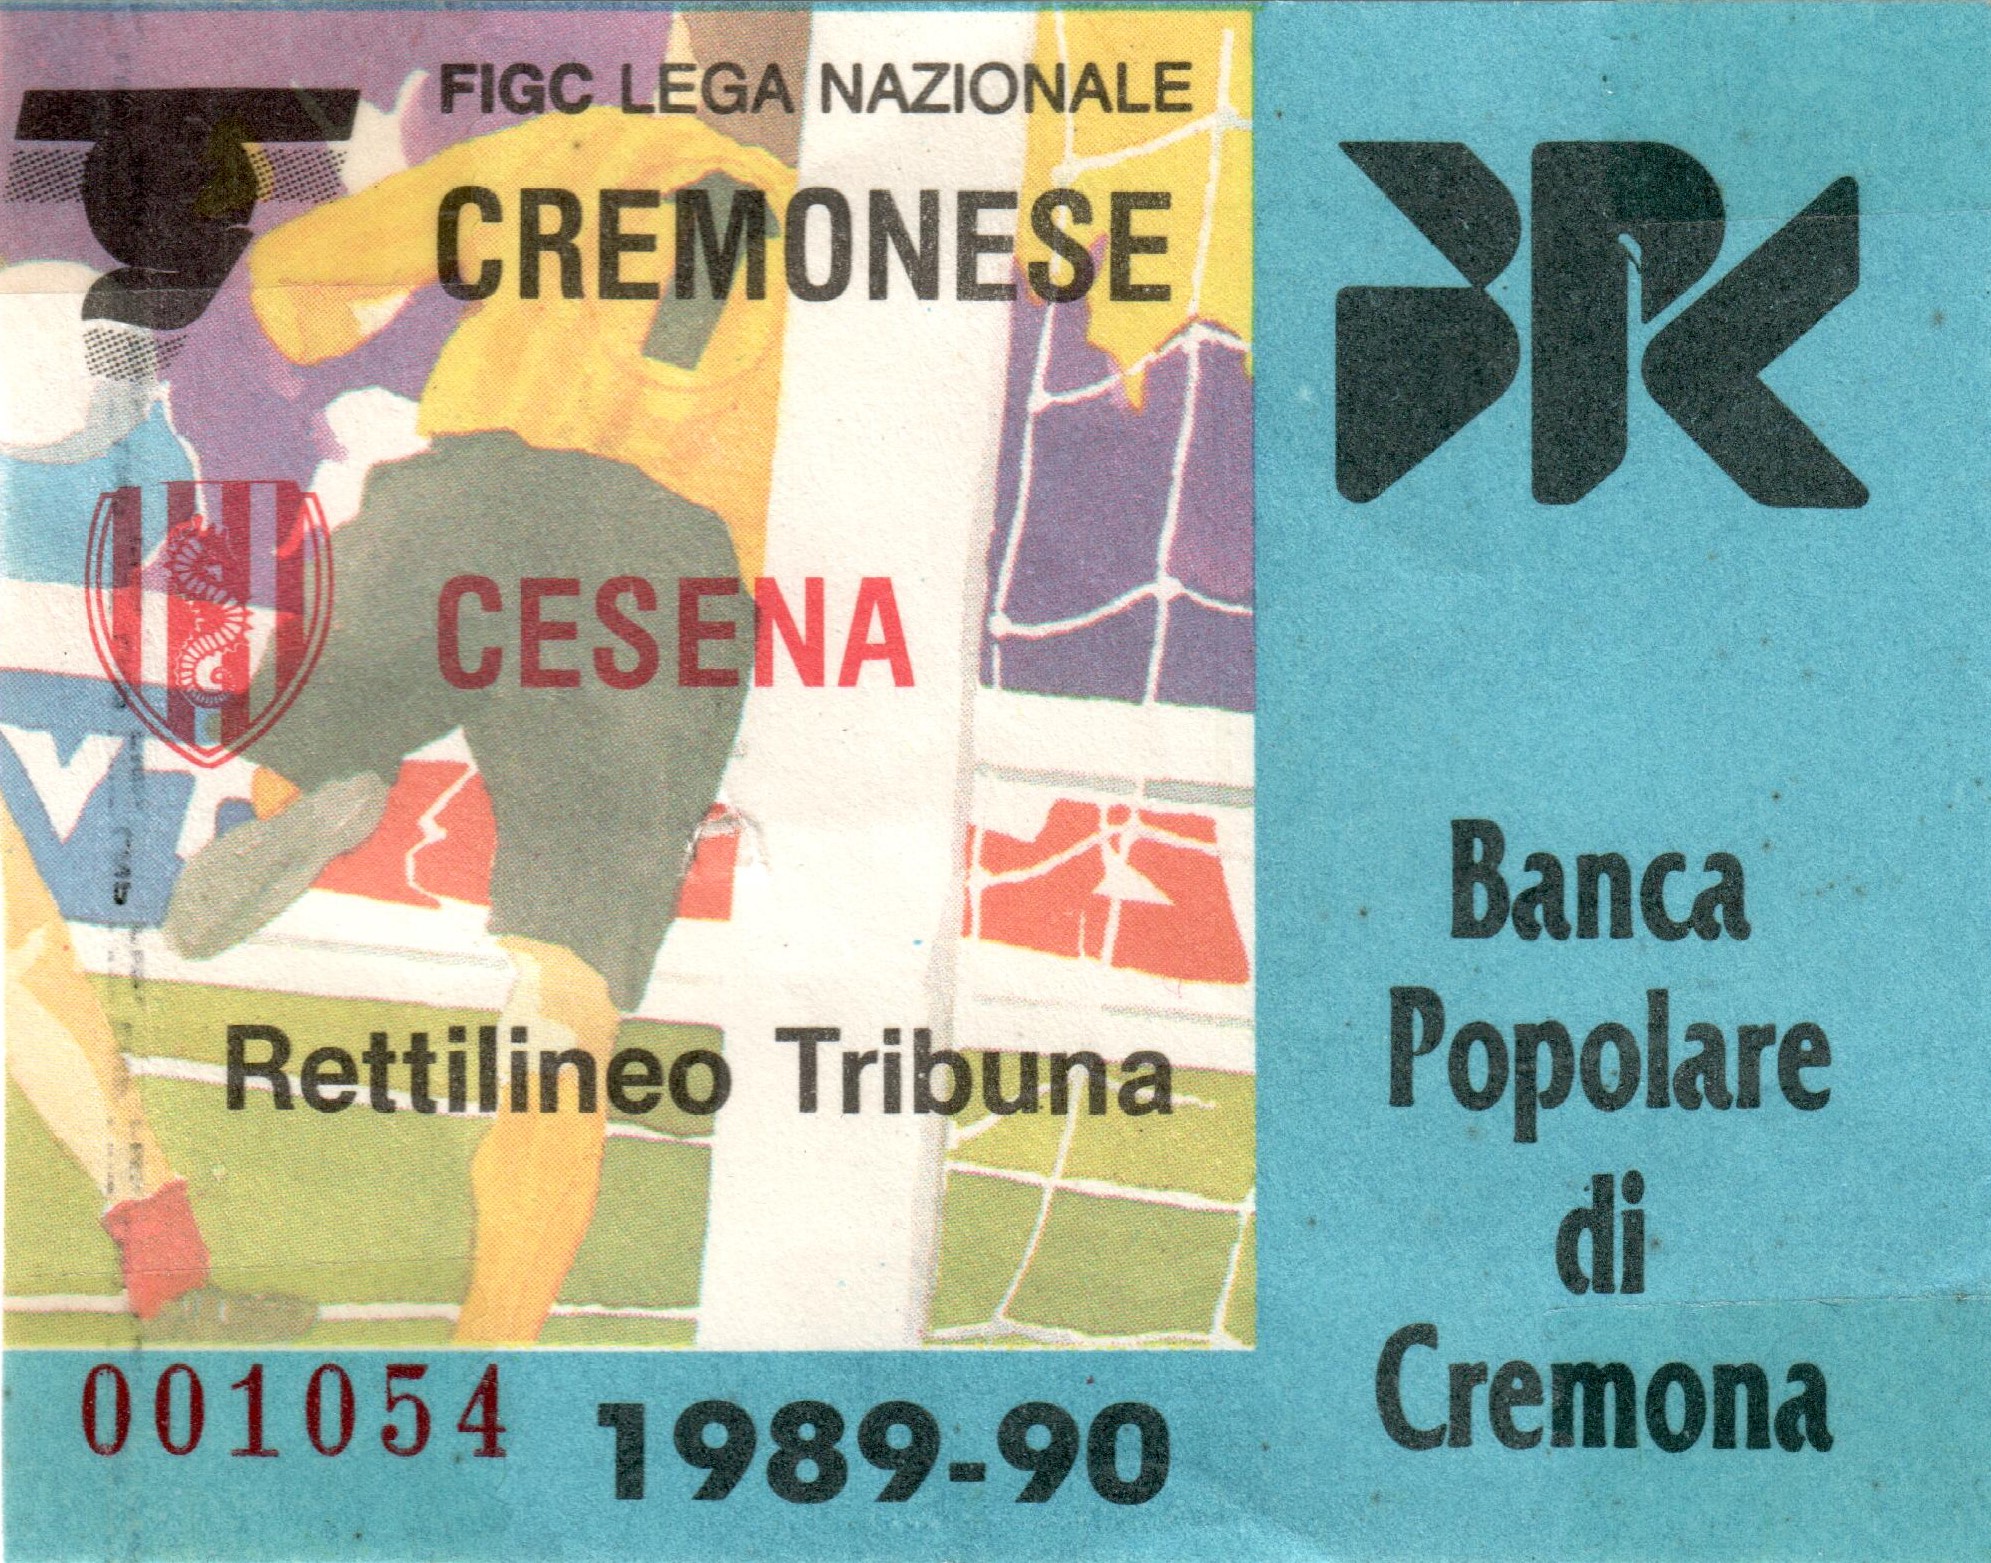 FIGC LEGA NAZIONALE
CREMONESE
CESENA
Rettilineo Tribuna
001054
1989-90
BPC
Banca
Popolare
di
Cremona